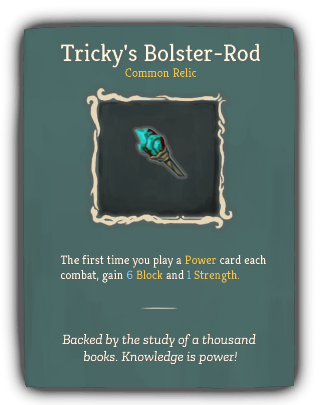 Tricky's Bolster-Rod
Common Relic
The first time you play a Power card each
combat, gain 6 Block and 1 Strength.
Backed by the study of a thousand
books. Knowledge is power!